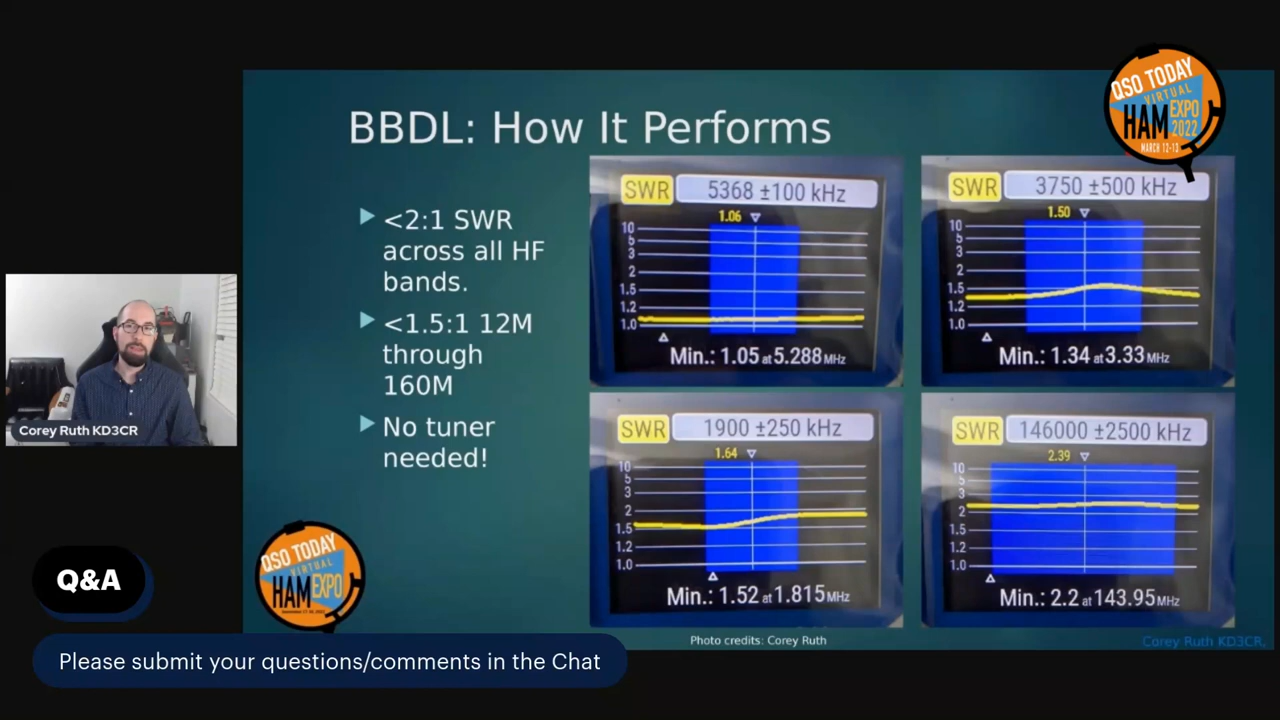 BBDL: How It Performs
<2:1 SWR
across all HF
bands.
<1.5:1 12M
through
160M
No tuner
needed!
SWR
5368 ±100 kHz
1.06
10
5
3
2
1.5
1.2
1.0
Min.: 1.05 at 5.288 MHz
SWR
3750 ±500 kHz
1.50
10
5
3
2
1.5
1.2
1.0
Min.: 1.34 at 3.33 MHz
SWR
1900 ±250 kHz
1.64
10
5
3
2
1.5
1.2
1.0
Min.: 1.52 at 1.815 MHz
SWR
146000 ±2500 kHz
2.39
10
5
3
2
1.5
1.2
1.0
Min.: 2.2 at 143.95 MHz
Photo credits: Corey Ruth
Corey Ruth KD3CR,
QSO TODAY
VIRTUAL
HAM EXPO
2022
MARCH 12-13
QSO TODAY
VIRTUAL
HAM EXPO
Corey Ruth KD3CR
Q&A
Please submit your questions/comments in the Chat